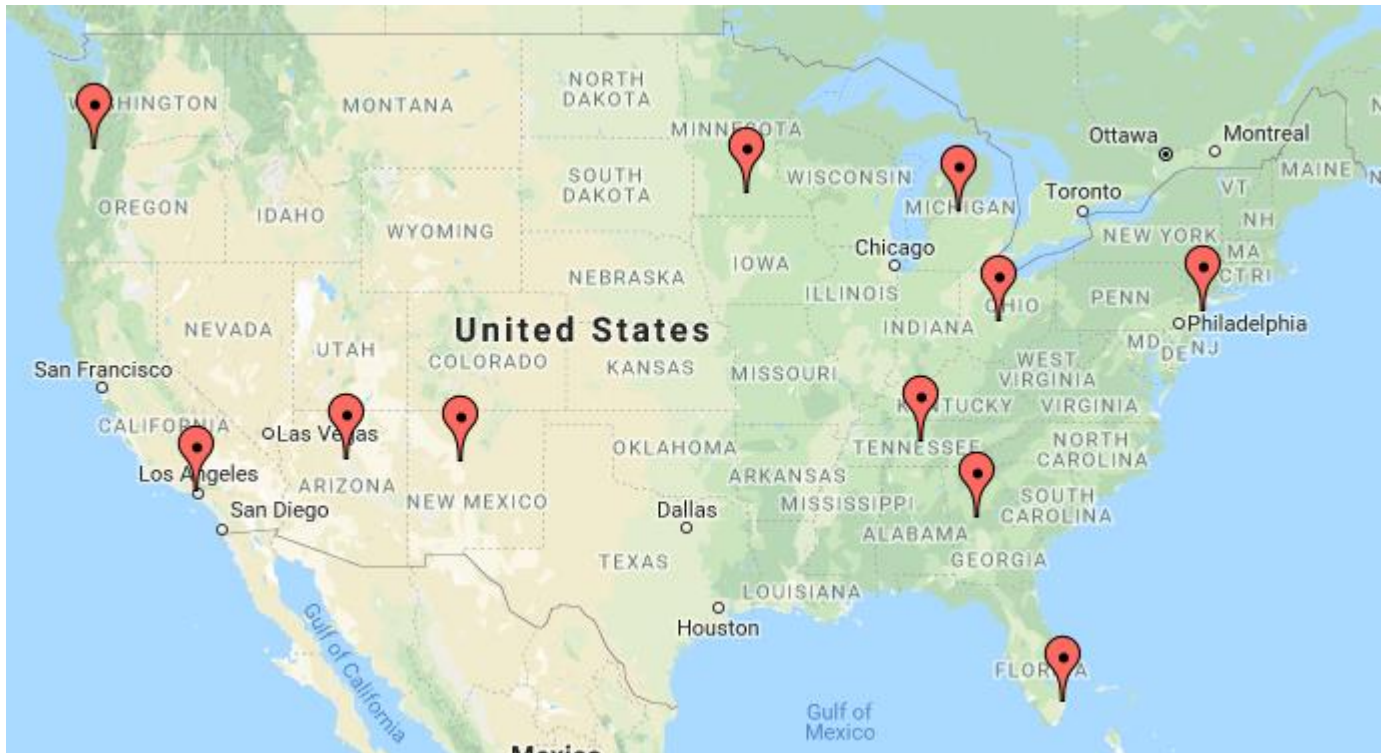 NORTH
DAKOTA
MONTANA
MINNESOTA
Ottawa
Montreal
MAINE
WISCONSIN
SOUTH
DAKOTA
VT
Toronto
OREGON
IDAHO
MICHIGAN
NH
WYOMING
NEW YORK
MA
Chicago
IOWA
CT RI
NEBRASKA
ILLINOIS
OHIO
PENN
NEVADA
United States
INDIANA
Philadelphia
UTAH
MD
DE
NJ
COLORADO
KANSAS
MISSOURI
WEST
VIRGINIA
San Francisco
VIRGINIA
CALIFORNIA
Las Vegas
OKLAHOMA
TENNESSEE
NORTH
CAROLINA
Los Angeles
ARIZONA
NEW MEXICO
ARKANSAS
MISSISSIPPI
SOUTH
CAROLINA
San Diego
Dallas
ALABAMA
TEXAS
GEORGIA
LOUISIANA
Houston
Gulf of California
Gulf of
Mexico